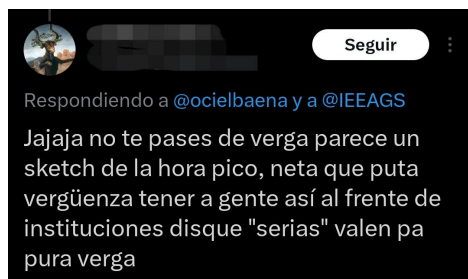 Seguir
Respondiendo a @ocielbaena y a @IEEAGS
Jajaja no te pases de verga parece un
sketch de la hora pico, neta que puta
vergüenza tener a gente así al frente de
instituciones disque "serias" valen pa
pura verga